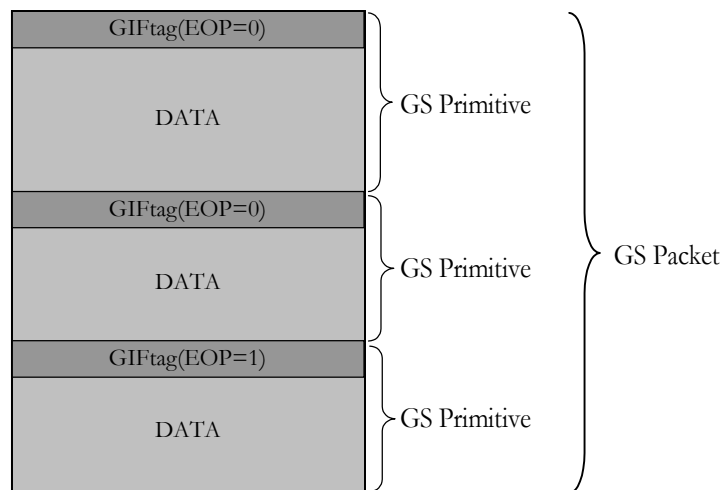 GIFtag(EOP=0)
DATA
GS Primitive
GIFtag(EOP=0)
DATA
GS Primitive
GS Packet
GIFtag(EOP=1)
DATA
GS Primitive